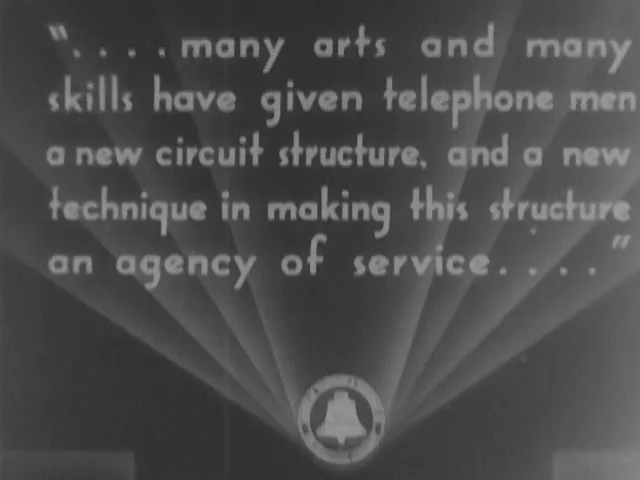 ". . . . many arts and many
skills have given telephone men
a new circuit structure, and a new
technique in making this structure
an agency of service. . . . "